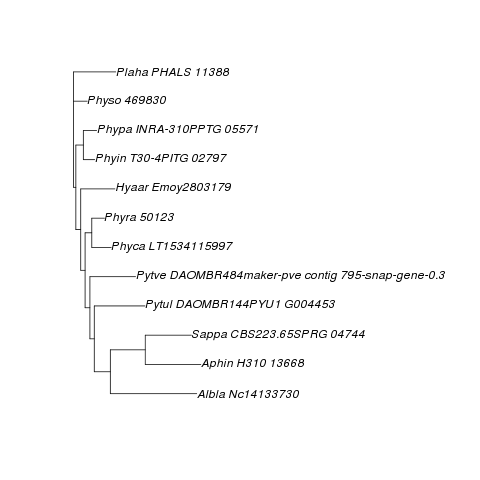 Plaha PHALS 11388
Physo 469830
Phypa INRA-310PPTG 05571
Phyin T30-4PITG 02797
Hyaar Emoy2803179
Phyra 50123
Phyca LT1534115997
Pytve DAOMBR484maker-pve contig 795-snap-gene-0.3
Pytul DAOMBR144PYU1 G004453
Sappa CBS223.65SPRG 04744
Aphin H310 13668
Albla Nc14133730